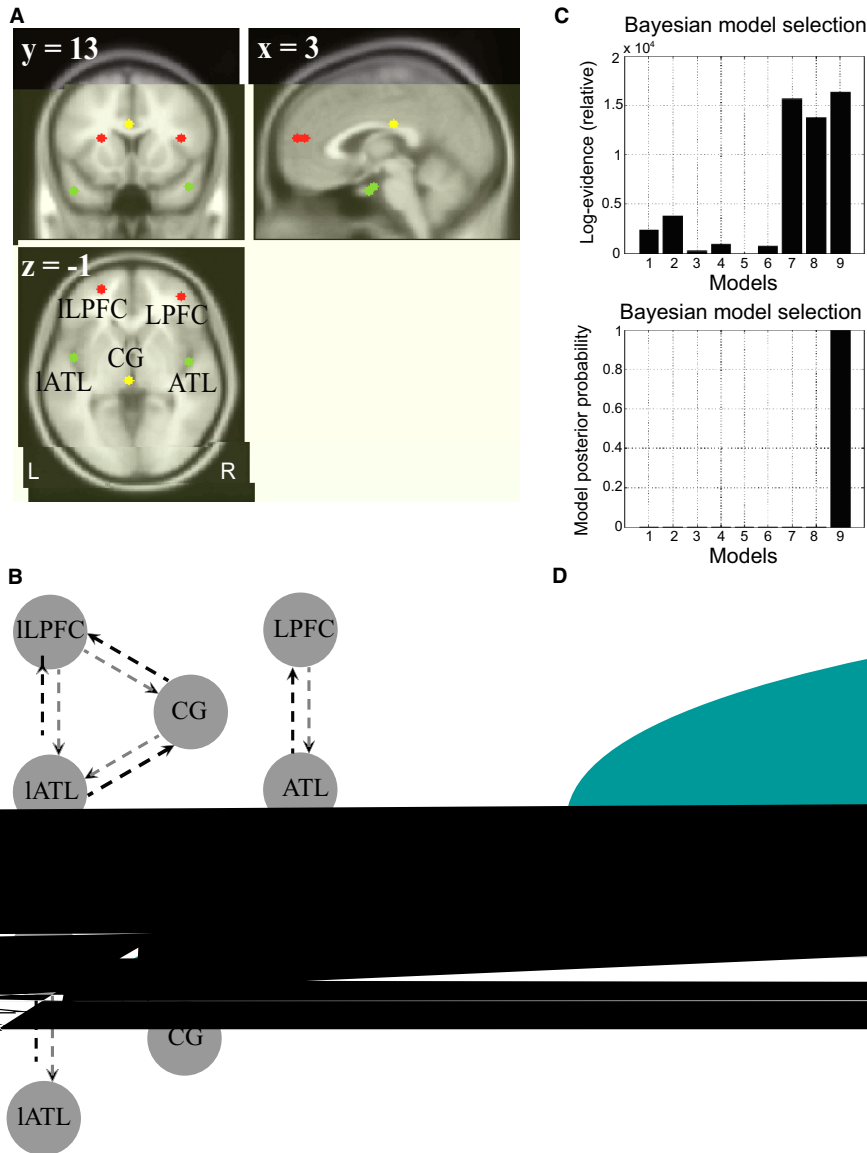 A
y = 13
x = 3
z = -1
lLPFC
LPFC
CG
lATL
ATL
L
R
C
Bayesian model selection
x 10⁴
2
1.5
1
0.5
0
Log-evidence (relative)
1 2 3 4 5 6 7 8 9
Models
Bayesian model selection
1
0.8
0.6
0.4
0.2
0
Model posterior probability
1 2 3 4 5 6 7 8 9
Models
B
lLPFC
LPFC
CG
lATL
ATL
CG
lATL
D